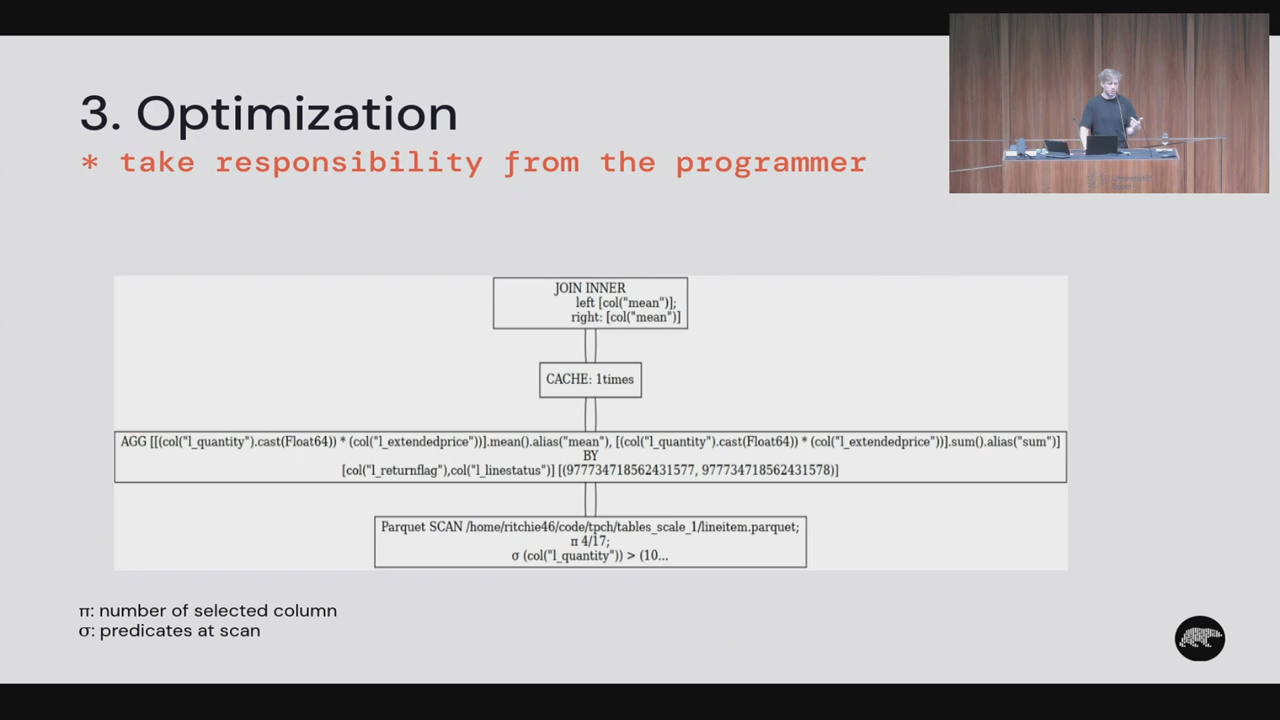 3. Optimization
* take responsibility from the programmer
JOIN INNER
left [col("mean")];
right: [col("mean")]
CACHE: 1times
AGG [[(col("l_quantity").cast(Float64)) * (col("l_extendedprice"))].mean().alias("mean"), [(col("l_quantity").cast(Float64)) * (col("l_extendedprice"))].sum().alias("sum")]
BY
[col("l_returnflag"),col("l_linestatus")] [(977734718562431577, 977734718562431578)]
Parquet SCAN /home/ritchie46/code/tpch/tables_scale_1/lineitem.parquet;
π 4/17;
σ (col("l_quantity")) > (10...
π: number of selected column
σ: predicates at scan